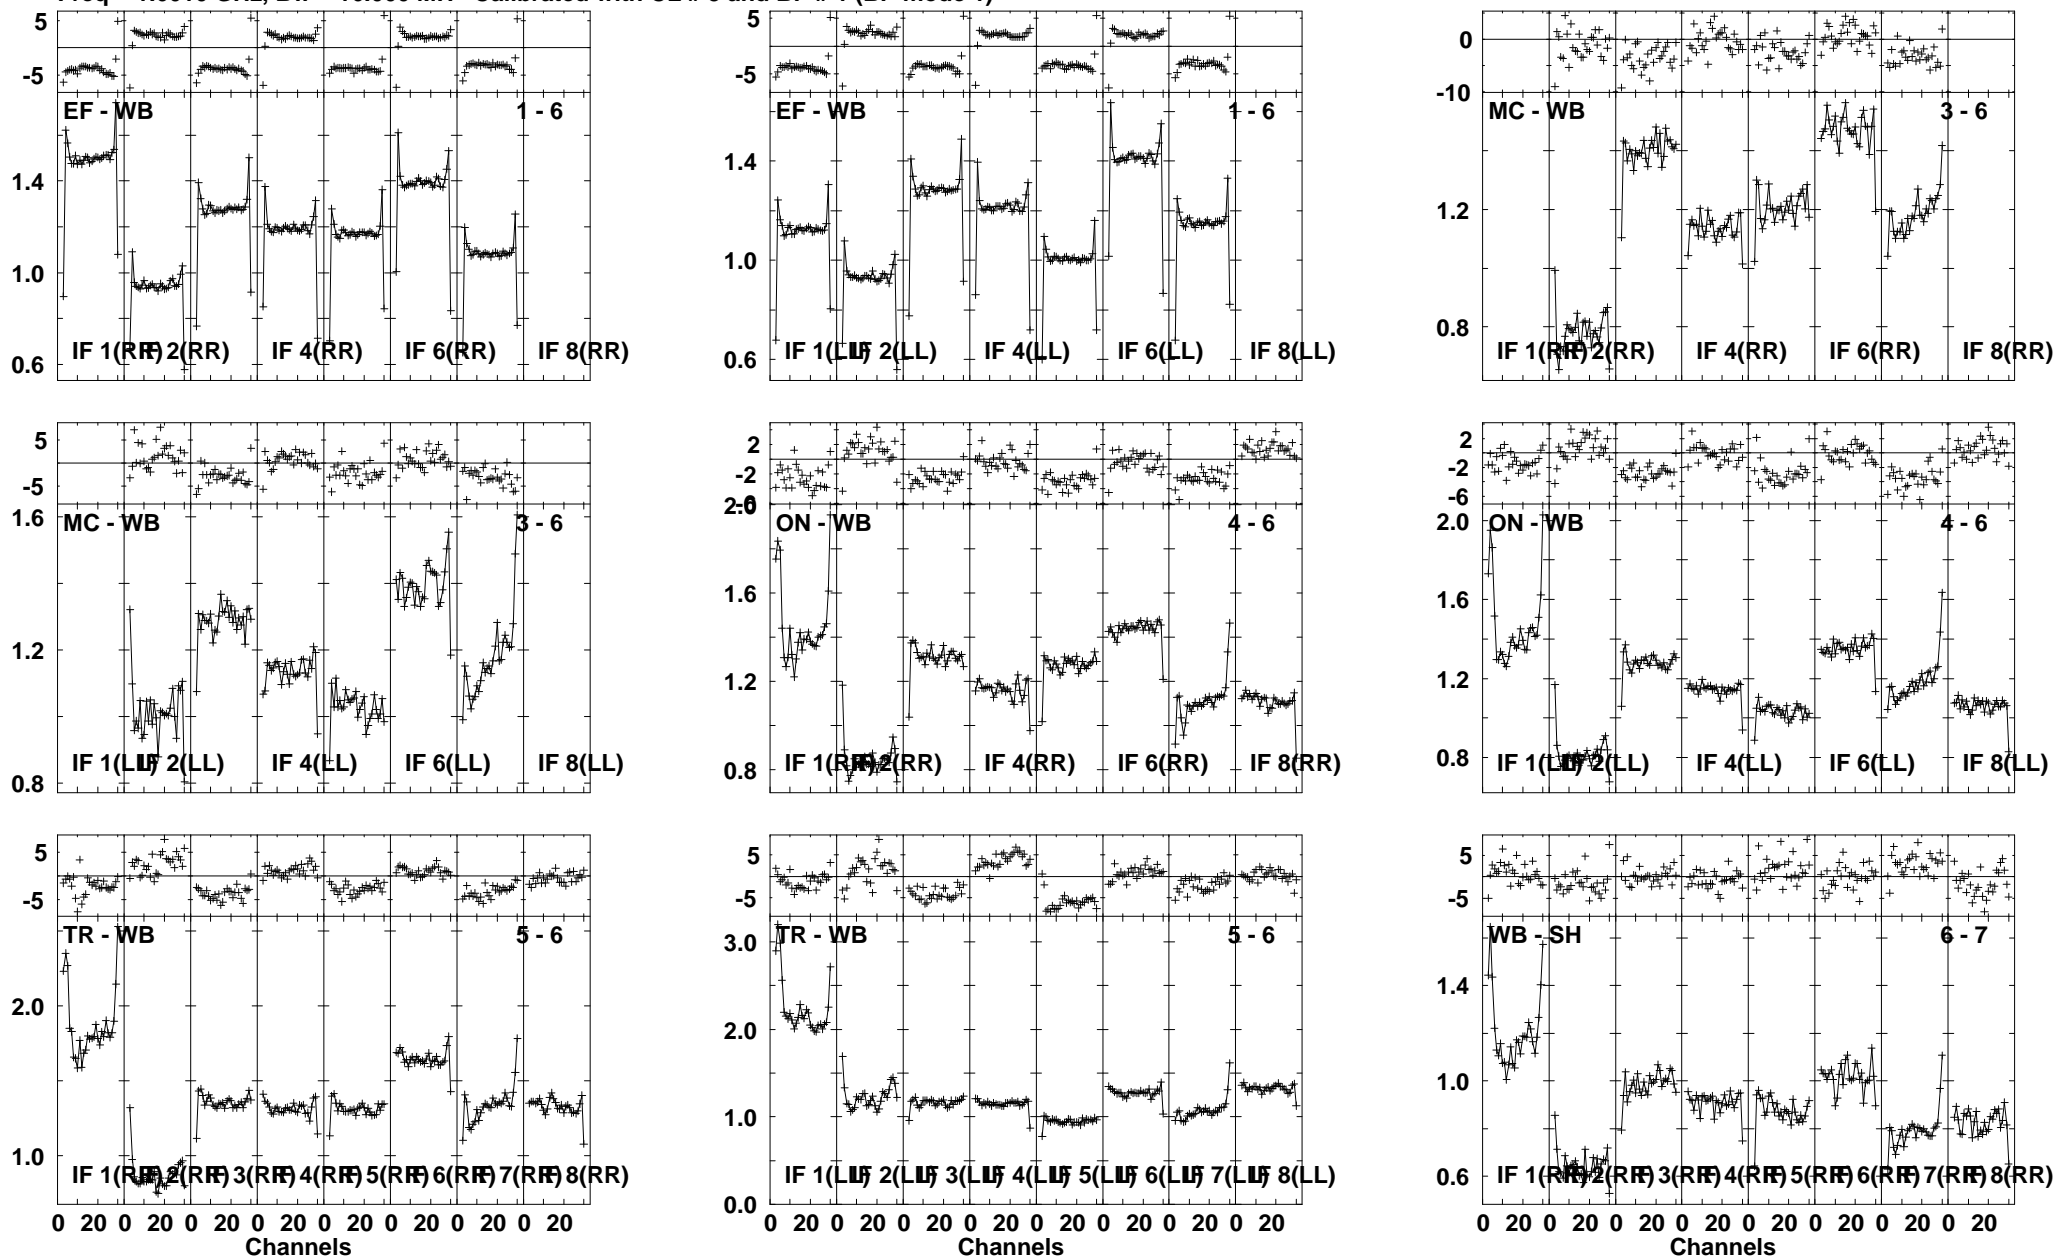 5
5
0
-5
-5
-10
EF - WB 1 - 6
EF - WB 1 - 6
MC - WB 3 - 6
1.4
1.4
1.0
1.0
1.2
0.8
0.6
0.6
IF 1(RR) IF 2(RR) IF 4(RR) IF 6(RR) IF 8(RR)
IF 1(LL) IF 2(LL) IF 4(LL) IF 6(LL) IF 8(LL)
IF 1(RR) IF 2(RR) IF 4(RR) IF 6(RR) IF 8(RR)
5
-5
2
-2
2
-2
-6
MC - WB 3 - 6
ON - WB 4 - 6
ON - WB 4 - 6
1.6
1.2
0.8
2.0
1.6
1.2
0.8
2.0
1.6
1.2
0.8
IF 1(LL) IF 2(LL) IF 4(LL) IF 6(LL) IF 8(LL)
IF 1(RR) IF 2(RR) IF 4(RR) IF 6(RR) IF 8(RR)
IF 1(LL) IF 2(LL) IF 4(LL) IF 6(LL) IF 8(LL)
5
-5
5
-5
5
-5
TR - WB 5 - 6
TR - WB 5 - 6
WB - SH 6 - 7
2.0
1.0
3.0
2.0
1.0
0.0
1.4
1.0
0.6
IF 1(RR) IF 2(RR) IF 3(RR) IF 4(RR) IF 5(RR) IF 6(RR) IF 7(RR) IF 8(RR)
IF 1(LL) IF 2(LL) IF 3(LL) IF 4(LL) IF 5(LL) IF 6(LL) IF 7(LL) IF 8(LL)
IF 1(RR) IF 2(RR) IF 3(RR) IF 4(RR) IF 5(RR) IF 6(RR) IF 7(RR) IF 8(RR)
0 20 0 20 0 20 0 20 0 20 0 20 0 20 0 20
0 20 0 20 0 20 0 20 0 20 0 20 0 20 0 20
0 20 0 20 0 20 0 20 0 20 0 20 0 20 0 20
Channels
Channels
Channels